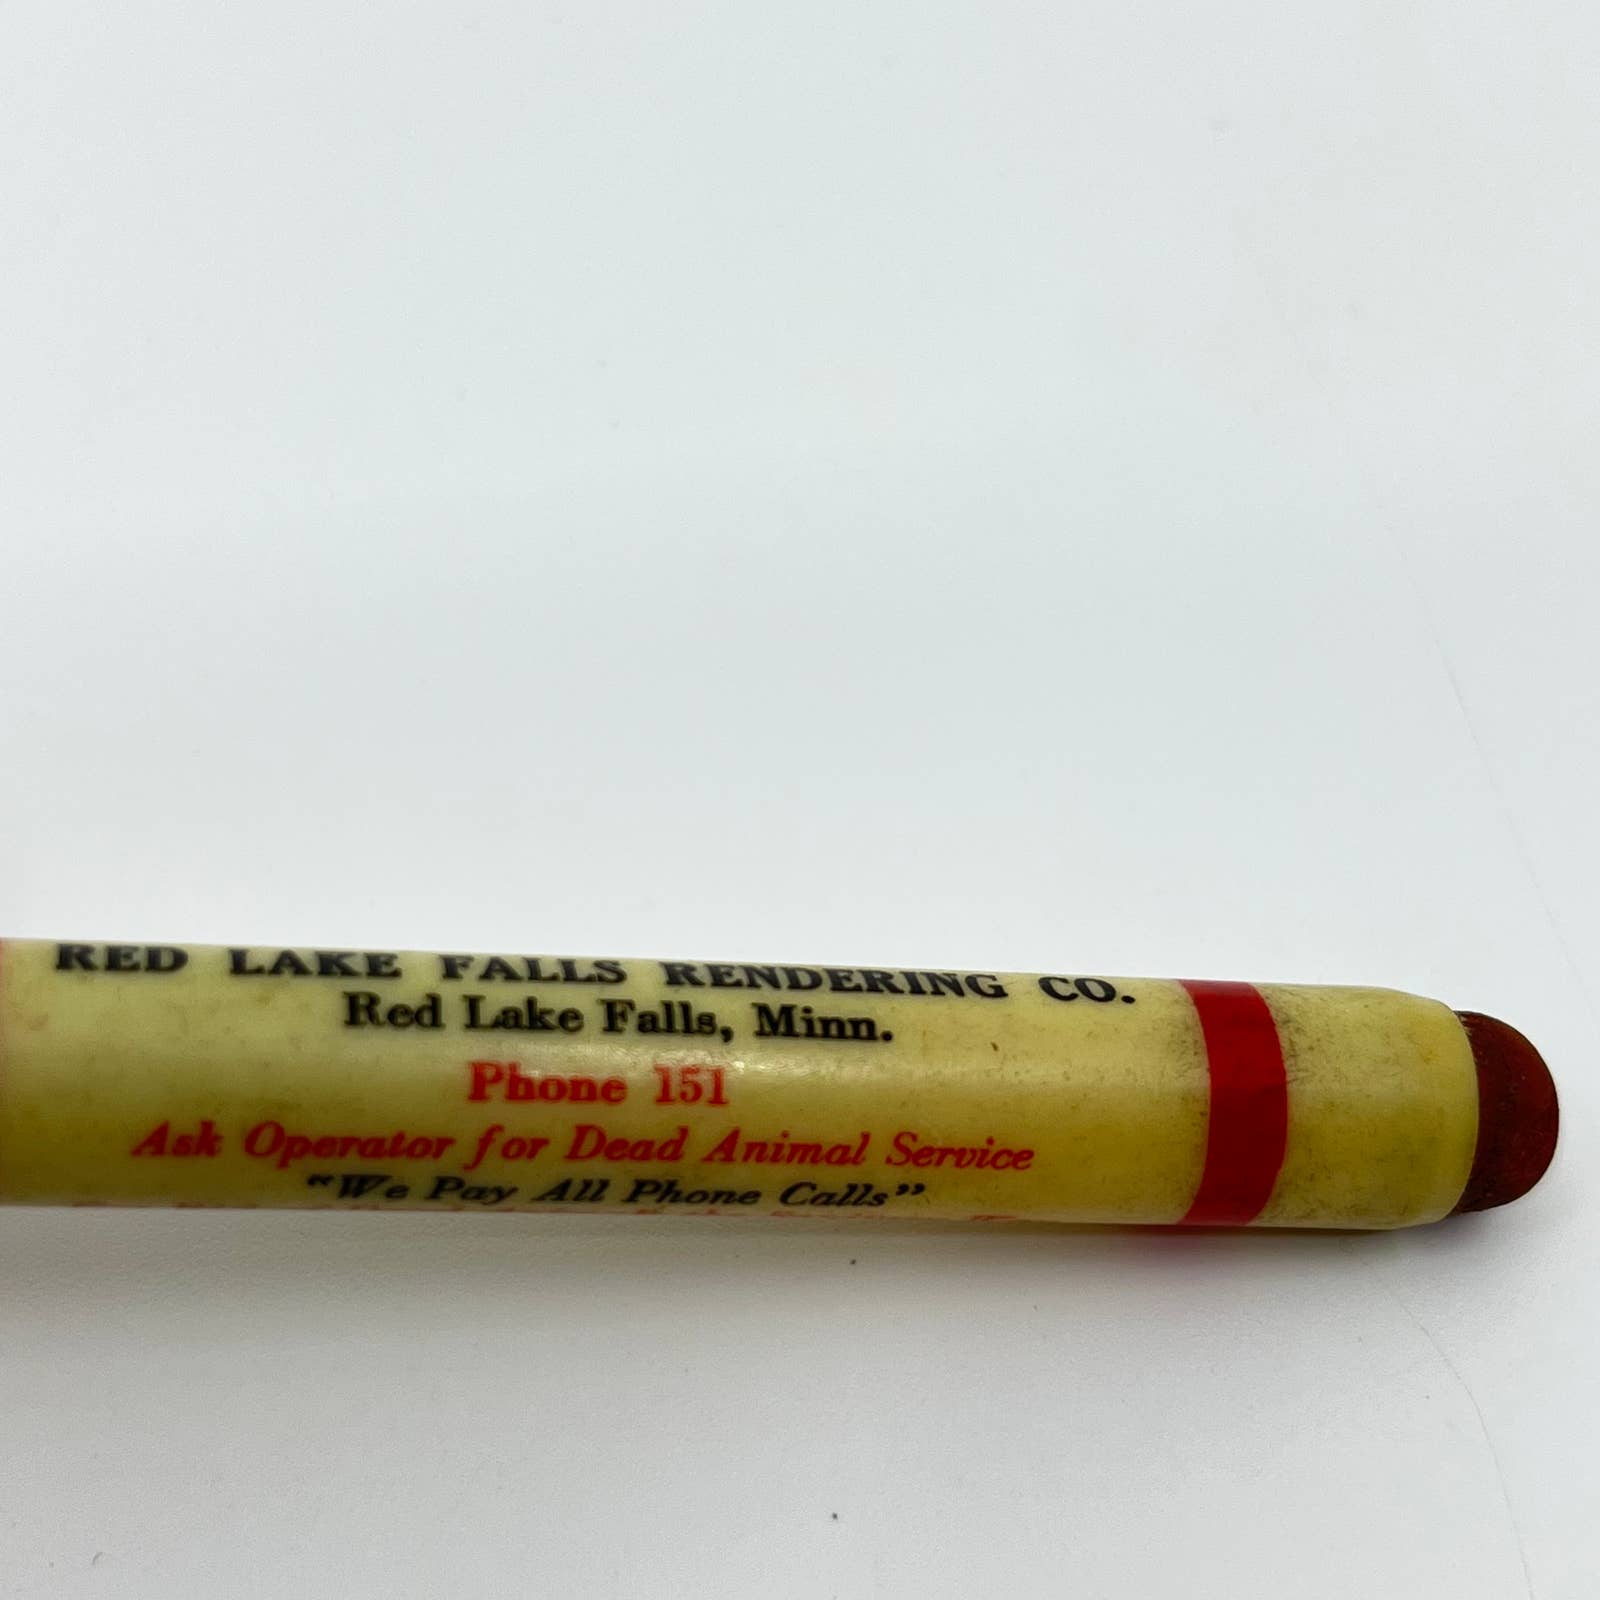 RED LAKE FALLS RENDERING CO.
Red Lake Falls, Minn.
Phone 151
Ask Operator for Dead Animal Service
"We Pay All Phone Calls"